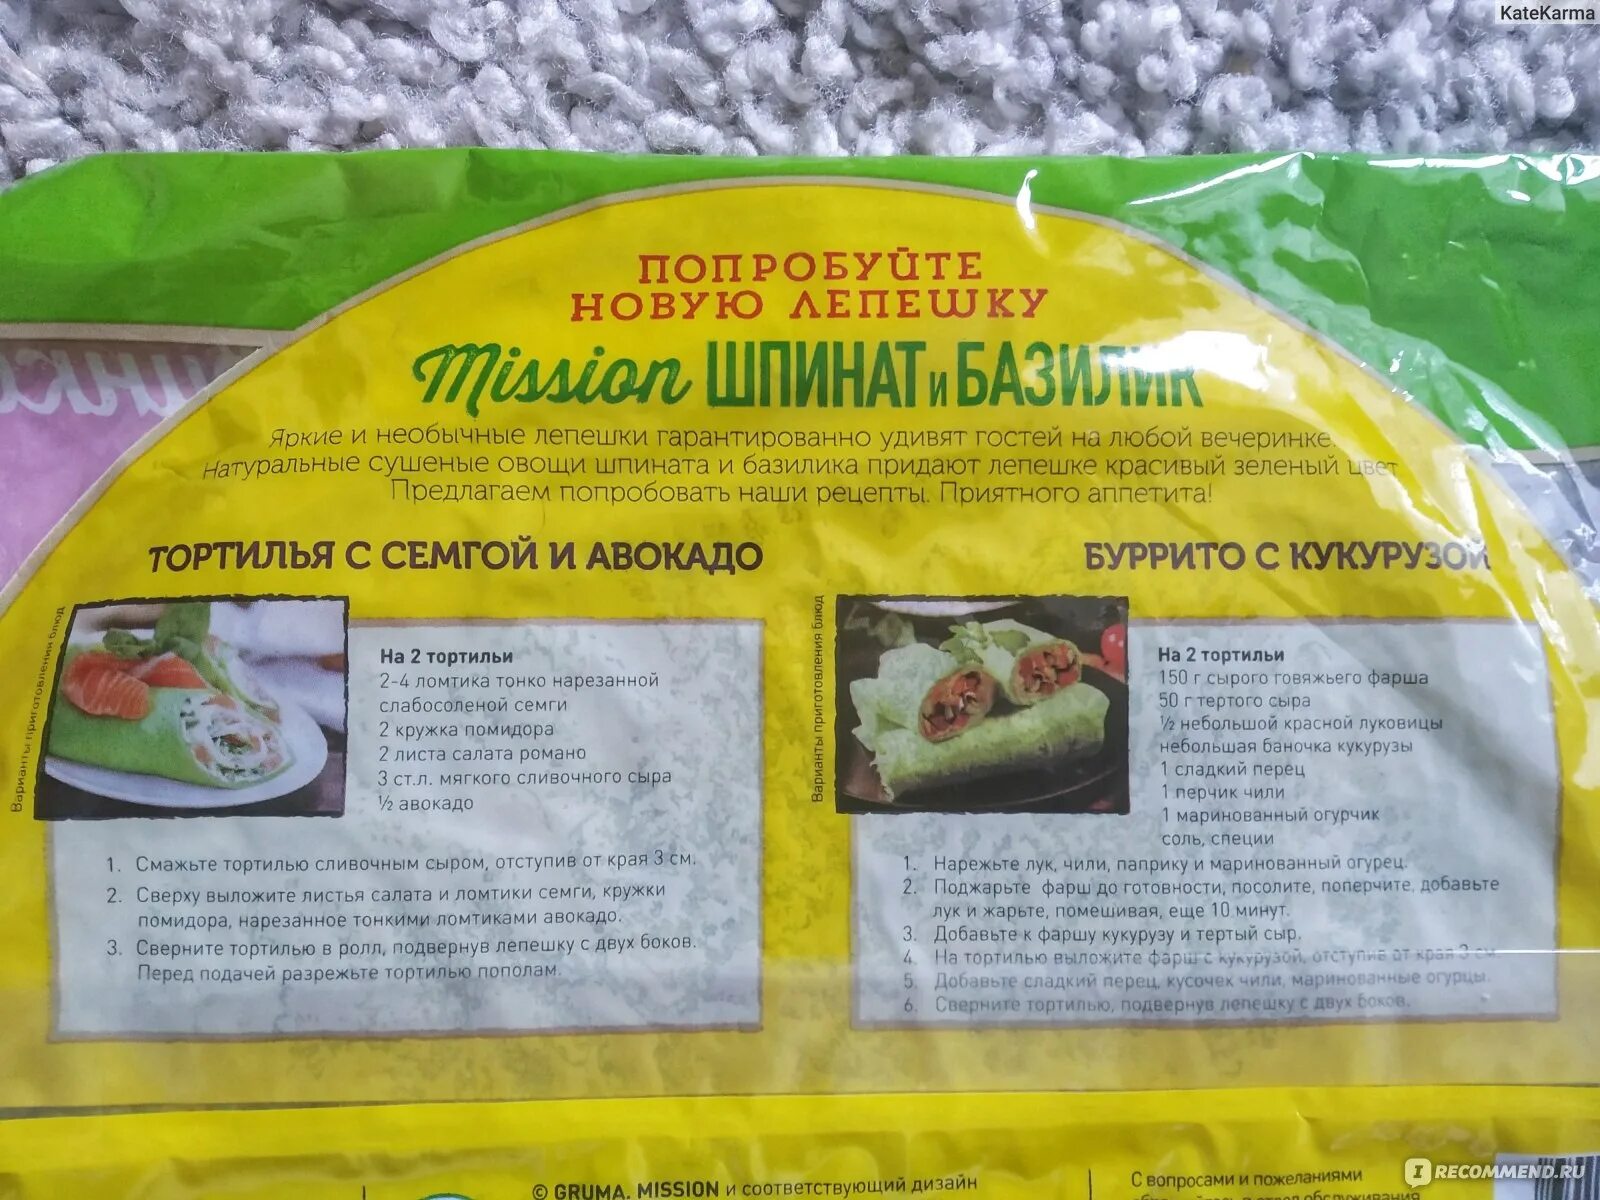 KateKarma
ПОПРОБУЙТЕ
НОВУЮ ЛЕПЕШКУ
Mission ШПИНАТ и БАЗИЛИК
Яркие и необычные лепешки гарантированно удивят гостей на любой вечеринке.
Натуральные сушеные овощи шпината и базилика придают лепешке красивый зеленый цвет
Предлагаем попробовать наши рецепты. Приятного аппетита!
ТОРТИЛЬЯ С СЕМГОЙ И АВОКАДО
Варианты приготовления блюд
На 2 тортильи
2-4 ломтика тонко нарезанной
слабосоленой семги
2 кружка помидора
2 листа салата романо
3 ст.л. мягкого сливочного сыра
½ авокадо
1. Смажьте тортилью сливочным сыром, отступив от края 3 см.
2. Сверху выложите листья салата и ломтики семги, кружки
помидора, нарезанное тонкими ломтиками авокадо.
3. Сверните тортилью в ролл, подвернув лепешку с двух боков.
Перед подачей разрежьте тортилью пополам.
БУРРИТО С КУКУРУЗОЙ
Варианты приготовления блюд
На 2 тортильи
150 г сырого говяжьего фарша
50 г тертого сыра
½ небольшой красной луковицы
небольшая баночка кукурузы
1 сладкий перец
1 перчик чили
1 маринованный огурчик
соль, специи
1. Нарежьте лук, чили, паприку и маринованный огурец.
2. Поджарьте фарш до готовности, посолите, поперчите, добавьте
лук и жарьте, помешивая, еще 10 минут.
3. Добавьте к фаршу кукурузу и тертый сыр.
4. На тортилью выложите фарш с кукурузой, отступив от края 3 см.
5. Добавьте сладкий перец, кусочек чили, маринованные огурцы.
6. Сверните тортилью, подвернув лепешку с двух боков.
© GRUMA. MISSION и соответствующий дизайн
С вопросами и пожеланиями
IRECOMMEND.RU